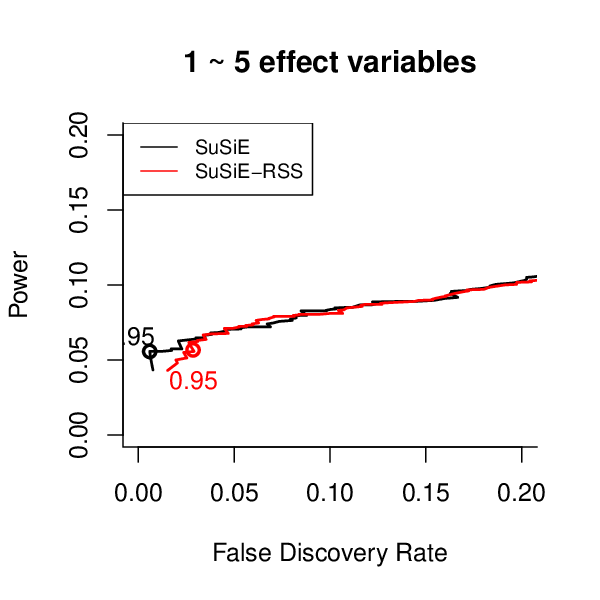 1 ~ 5 effect variables
SuSiE
SuSiE−RSS
Power
0.20
0.15
0.10
0.05
0.00
.95
0.95
0.00 0.05 0.10 0.15 0.20
False Discovery Rate